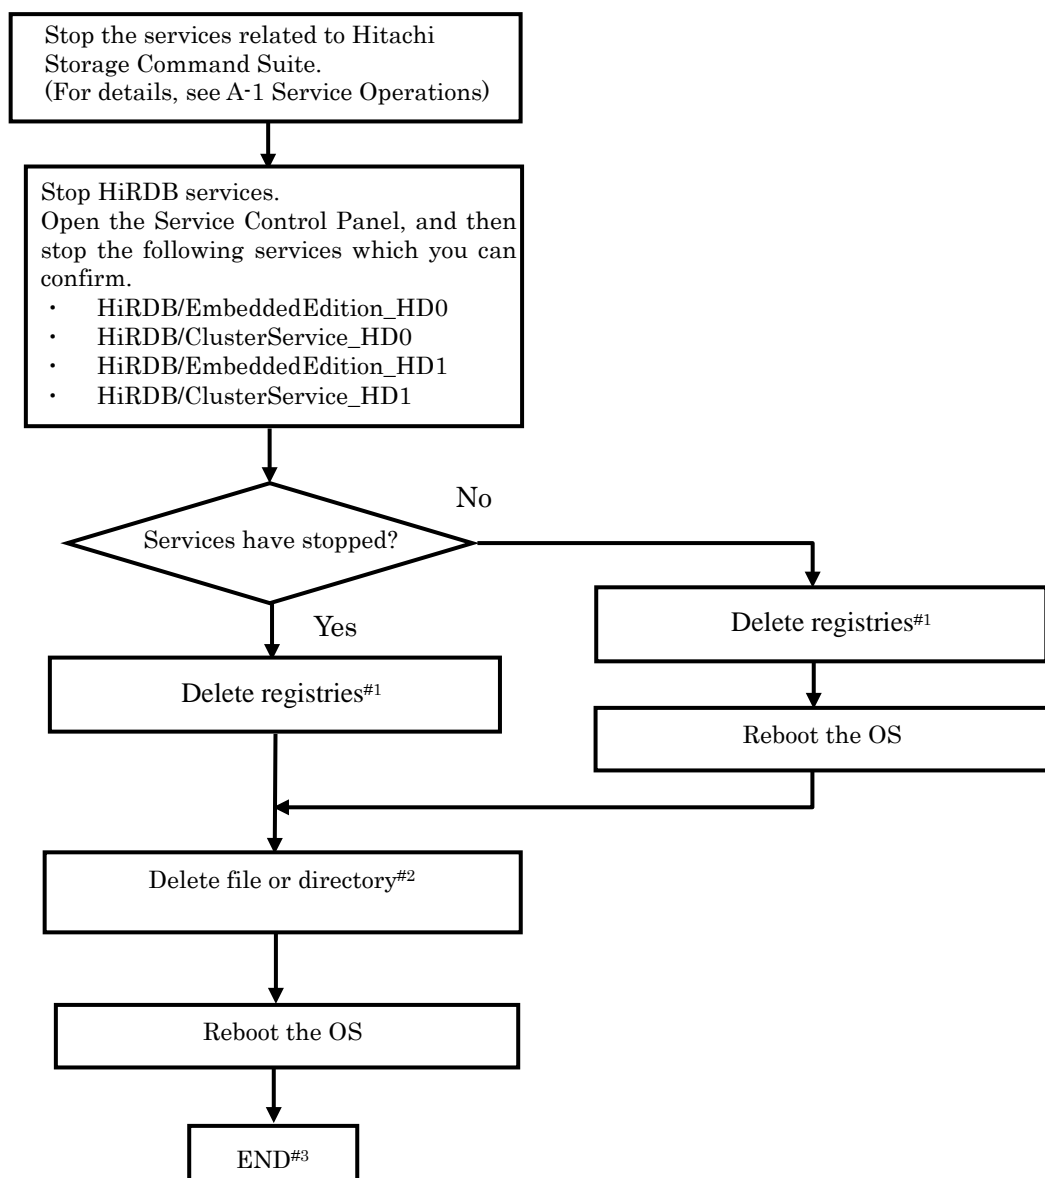 Stop the services related to Hitachi
Storage Command Suite.
(For details, see A-1 Service Operations)
Stop HiRDB services.
Open the Service Control Panel, and then
stop the following services which you can
confirm.
・ HiRDB/EmbeddedEdition_HD0
・ HiRDB/ClusterService_HD0
・ HiRDB/EmbeddedEdition_HD1
・ HiRDB/ClusterService_HD1
Services have stopped?
No
Yes
Delete registries#1
Delete registries#1
Reboot the OS
Delete file or directory#2
Reboot the OS
END#3